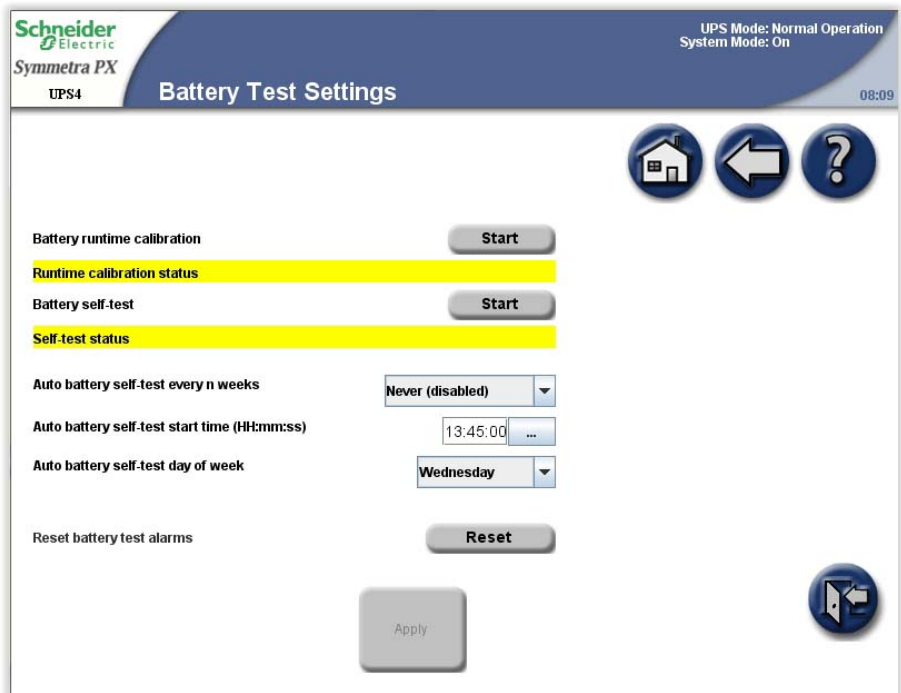 Schneider
Electric
Symmetra PX
UPS4
Battery Test Settings
UPS Mode: Normal Operation
System Mode: On
08:09
?
Battery runtime calibration Start
Runtime calibration status
Battery self-test Start
Self-test status
Auto battery self-test every n weeks Never (disabled)
Auto battery self-test start time (HH:mm:ss) 13:45:00 ...
Auto battery self-test day of week Wednesday
Reset battery test alarms Reset
Apply